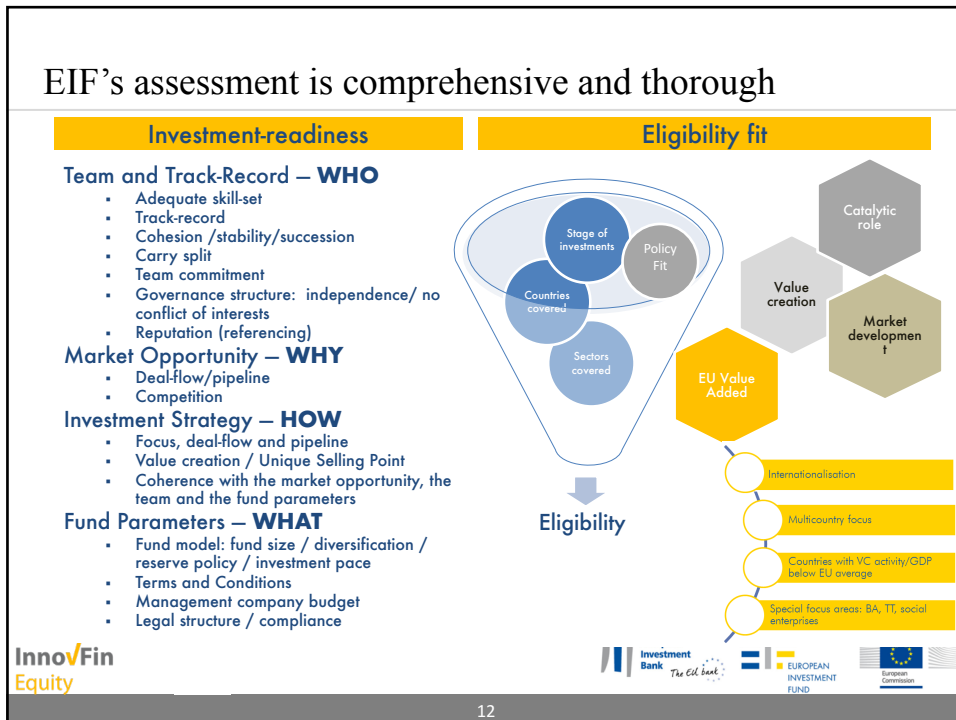 EIF's assessment is comprehensive and thorough
Investment-readiness
Team and Track-Record – WHO
▪ Adequate skill-set
▪ Track-record
▪ Cohesion /stability/succession
▪ Carry split
▪ Team commitment
▪ Governance structure: independence/ no
conflict of interests
▪ Reputation (referencing)
Market Opportunity – WHY
▪ Deal-flow/pipeline
▪ Competition
Investment Strategy – HOW
▪ Focus, deal-flow and pipeline
▪ Value creation / Unique Selling Point
▪ Coherence with the market opportunity, the
team and the fund parameters
Fund Parameters – WHAT
▪ Fund model: fund size / diversification /
reserve policy / investment pace
▪ Terms and Conditions
▪ Management company budget
▪ Legal structure / compliance
Eligibility fit
Stage of
investments
Policy
Fit
Countries
covered
Sectors
covered
Eligibility
Catalytic
role
Value
creation
Market
developmen
t
EU Value
Added
Internationalisation
Multicountry focus
Countries with VC activity/GDP
below EU average
Special focus areas: BA, TT, social
enterprises
InnovFin
Equity
Investment
Bank
The EU bank
EUROPEAN
INVESTMENT
FUND
European
Commission
12